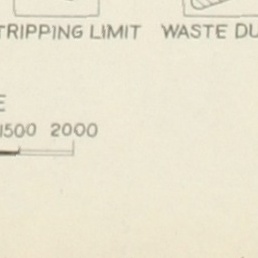 TRIPPING LIMIT WASTE DU
E
1500 2000